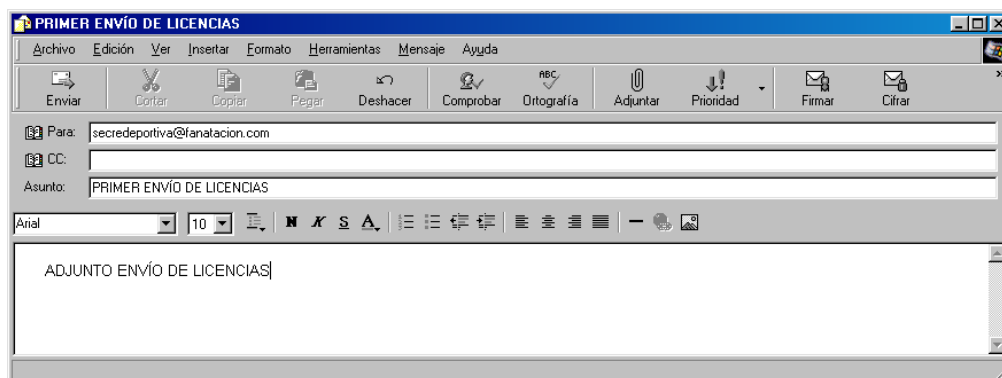 PRIMER ENVÍO DE LICENCIAS
Archivo Edición Ver Insertar Formato Herramientas Mensaje Ayuda
Enviar Cortar Copiar Pegar Deshacer Comprobar ABC Ortografía Adjuntar Prioridad Firmar Cifrar
Para: secredeportiva@fanatacion.com
CC:
Asunto: PRIMER ENVÍO DE LICENCIAS
Arial 10 N K S A
ADJUNTO ENVÍO DE LICENCIAS